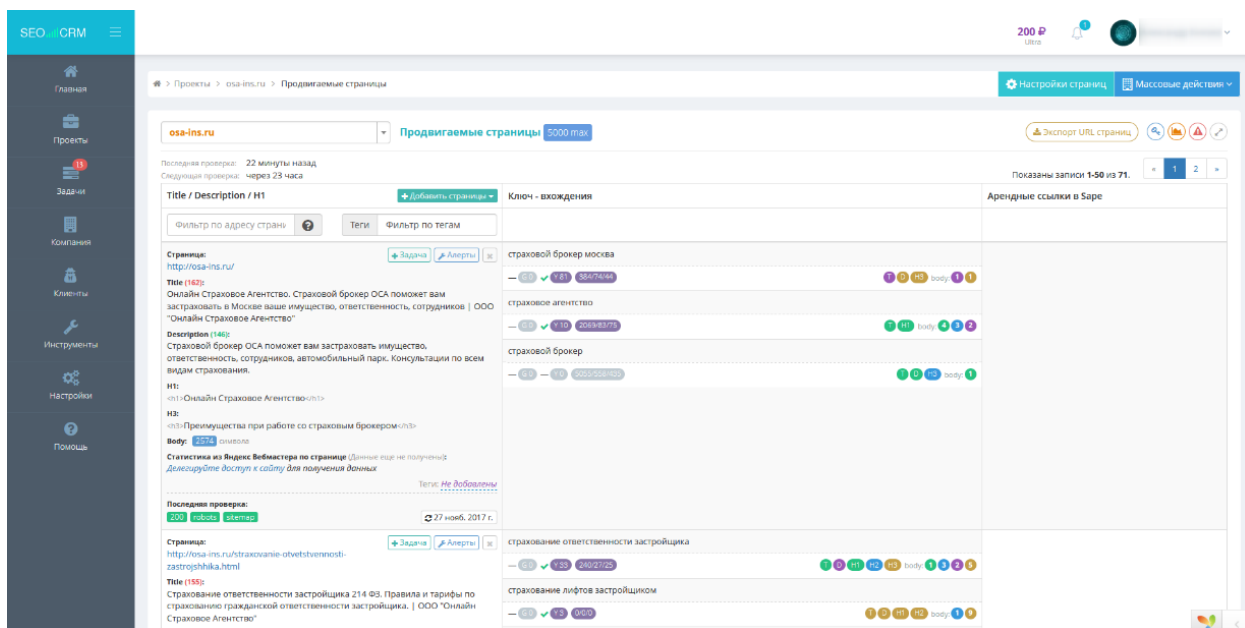 SEO CRM
200 ₽
Ultra
1
Главная
Проекты
13
Задачи
Компания
Клиенты
Инструменты
Настройки
Помощь
> Проекты > osa-ins.ru > Продвигаемые страницы
Настройки страниц
Массовые действия
osa-ins.ru
Продвигаемые страницы 5000 max
Экспорт URL страниц
Последняя проверка: 22 минуты назад
Следующая проверка: через 23 часа
Показаны записи 1-50 из 71.
« 1 2 »
Title / Description / H1
+ Добавить страницы
Ключ - вхождения
Арендные ссылки в Sape
Фильтр по адресу страни
Теги Фильтр по тегам
Страница:
+ Задача Алерты
http://osa-ins.ru/
Title (162):
Онлайн Страховое Агентство. Страховой брокер ОСА поможет вам
застраховать в Москве ваше имущество, ответственность, сотрудников | ООО
"Онлайн Страховое Агентство"
Description (146):
Страховой брокер ОСА поможет вам застраховать имущество,
ответственность, сотрудников, автомобильный парк. Консультации по всем
видам страхования.
H1:
<h1>Онлайн Страховое Агентство</h1>
H3:
<h3>Преимущества при работе со страховым брокером</h3>
Body: 2574 символа
Статистика из Яндекс Вебмастера по странице (Данные еще не получены):
Делегируйте доступ к сайту для получения данных
Теги: Не добавлены
Последняя проверка:
200 robots sitemap
27 нояб. 2017 г.
страховой брокер москва
— G 0 Y 81 384/74/44
T D H3 body: 1 1
страховое агентство
— G 0 Y 10 2069/83/75
T H1 body: 4 3 2
страховой брокер
— G 0 — Y 0
T D H3 body: 1
Страница:
+ Задача Алерты
http://osa-ins.ru/straxovanie-otvetstvennosti-
zastrojshhika.html
Title (155):
Страхование ответственности застройщика 214 ФЗ. Правила и тарифы по
страхованию гражданской ответственности застройщика. | ООО "Онлайн
Страховое Агентство"
страхование ответственности застройщика
— G 0 Y 33 240/27/25
T D H1 H2 H3 body: 1 3 2 5
страхование лифтов застройщиком
— G 0 Y 3 0/0/0
T D H1 H2 body: 1 9